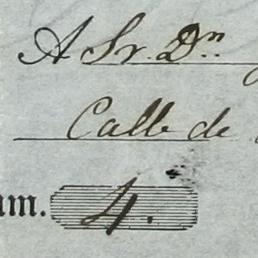 A Sr. Dn
Calle de
um. 4.